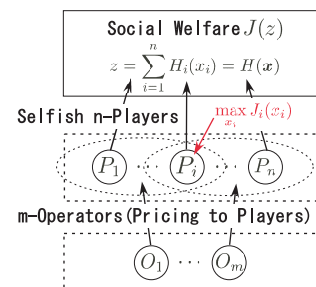 Social Welfare J(z)
z = \sum_{i=1}^{n} H_i(x_i) = H(x)
Selfish n-Players
max_{x_i} J_i(x_i)
P_1 ·· P_i ·· P_n
m-Operators(Pricing to Players)
O_1 ··· O_m